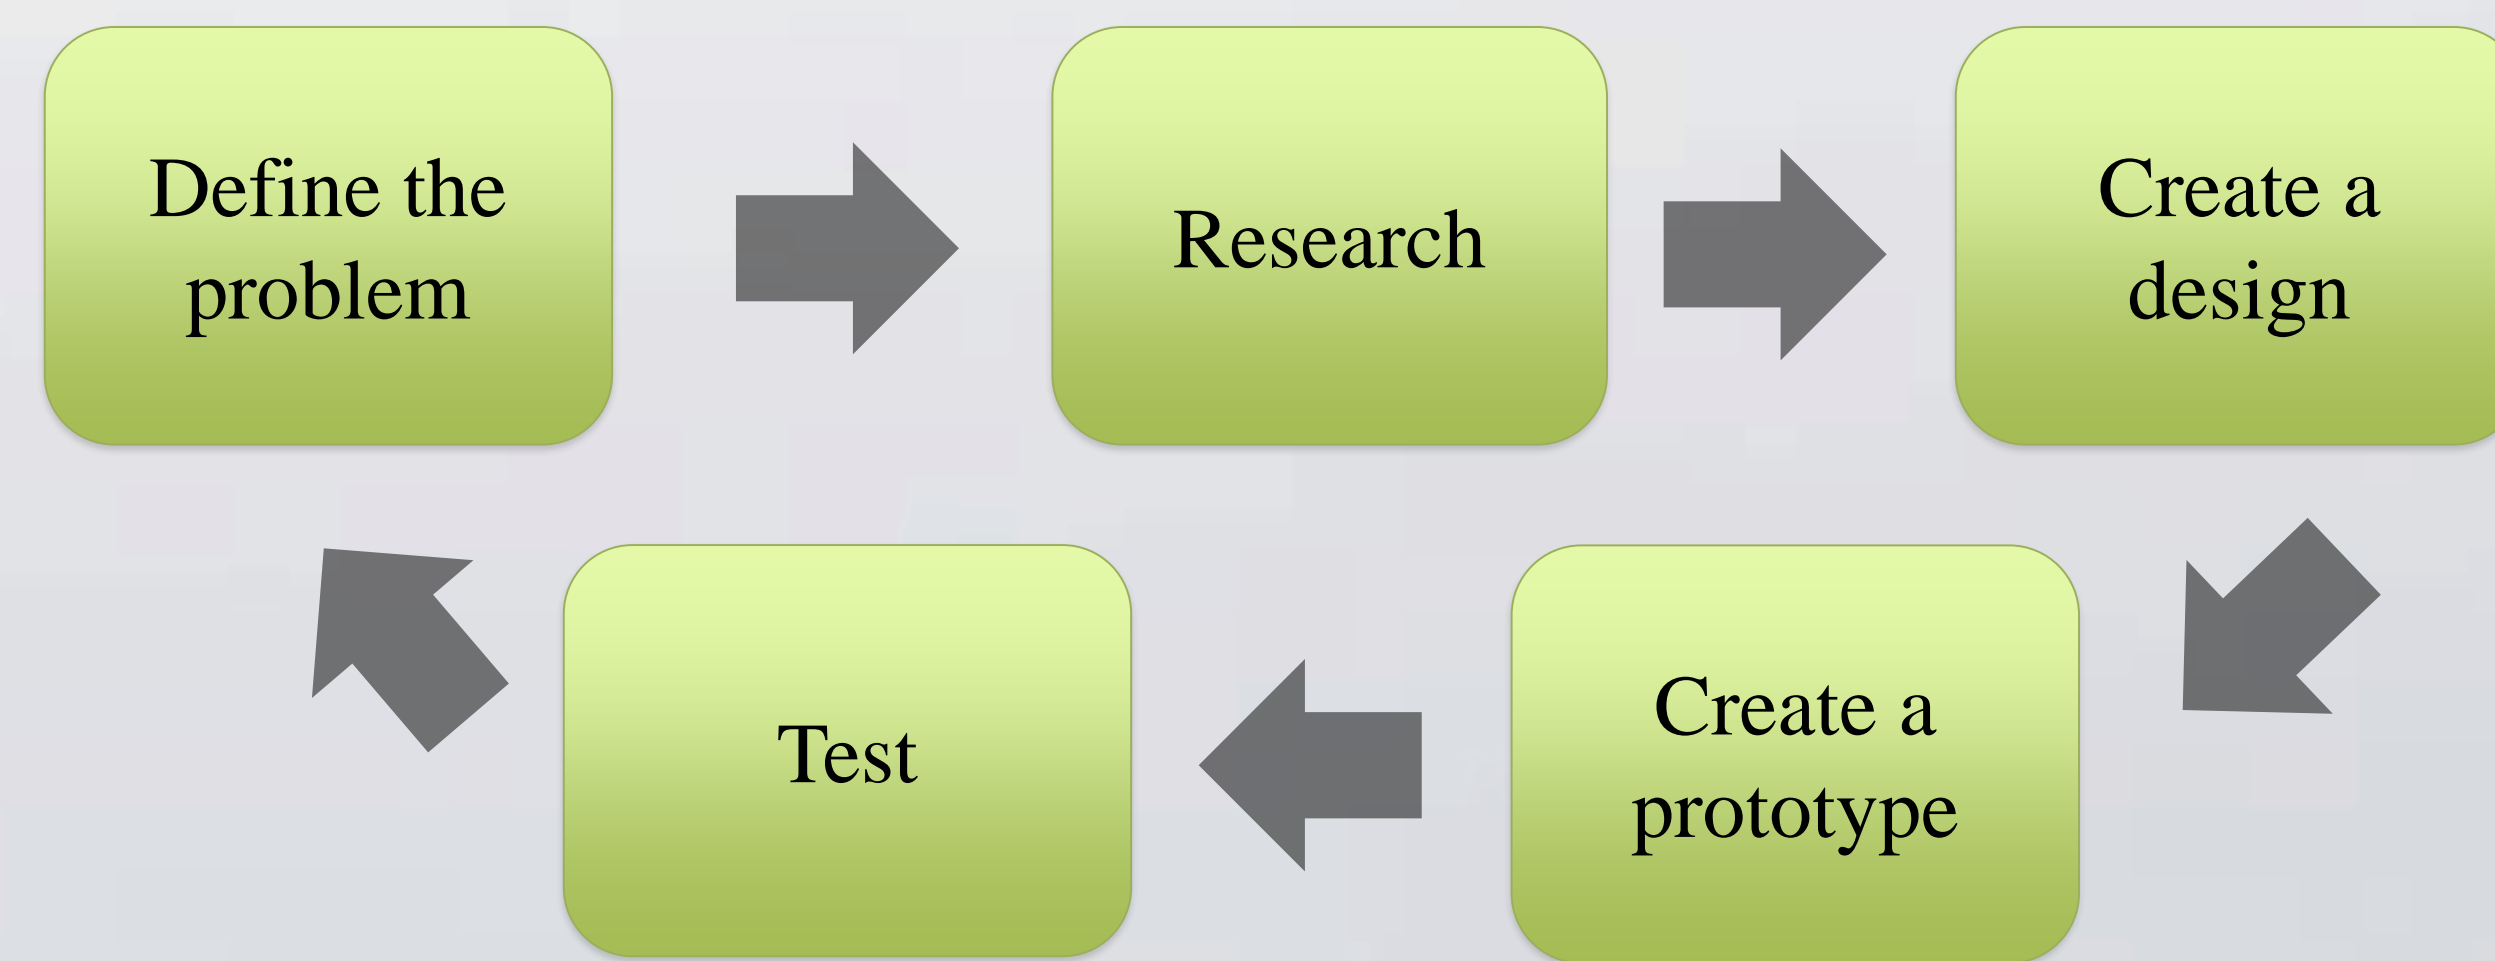 Define the
problem
Research
Create a
design
Create a
prototype
Test